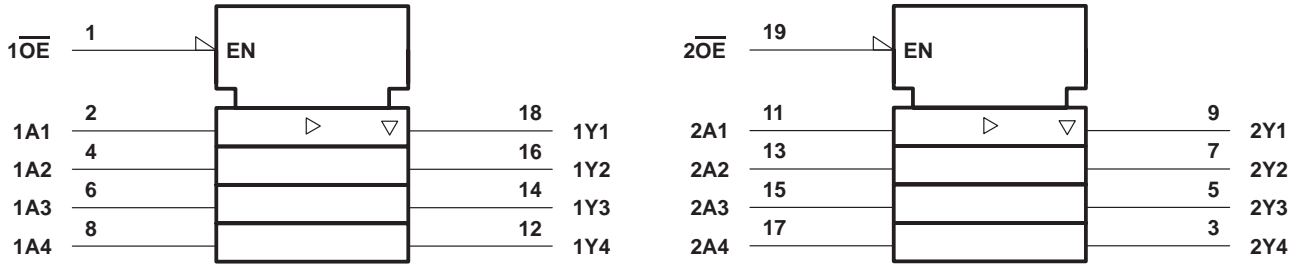 1OE 1 EN
1A1 2 18 1Y1
1A2 4 16 1Y2
1A3 6 14 1Y3
1A4 8 12 1Y4
2OE 19 EN
2A1 11 9 2Y1
2A2 13 7 2Y2
2A3 15 5 2Y3
2A4 17 3 2Y4